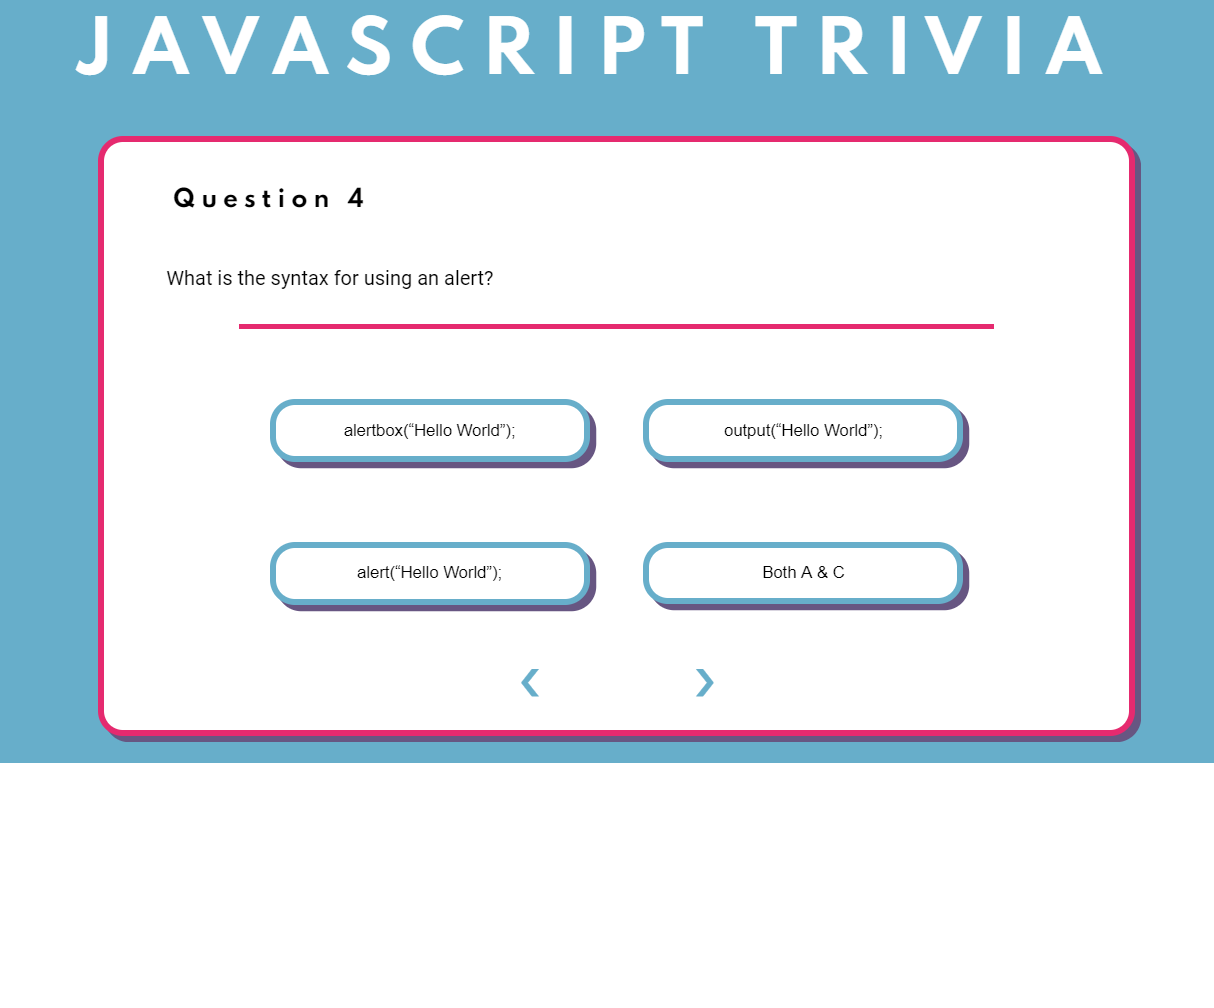 JAVASCRIPT TRIVIA
Question 4
What is the syntax for using an alert?
alertbox(“Hello World”);
output(“Hello World”);
alert(“Hello World”);
Both A & C